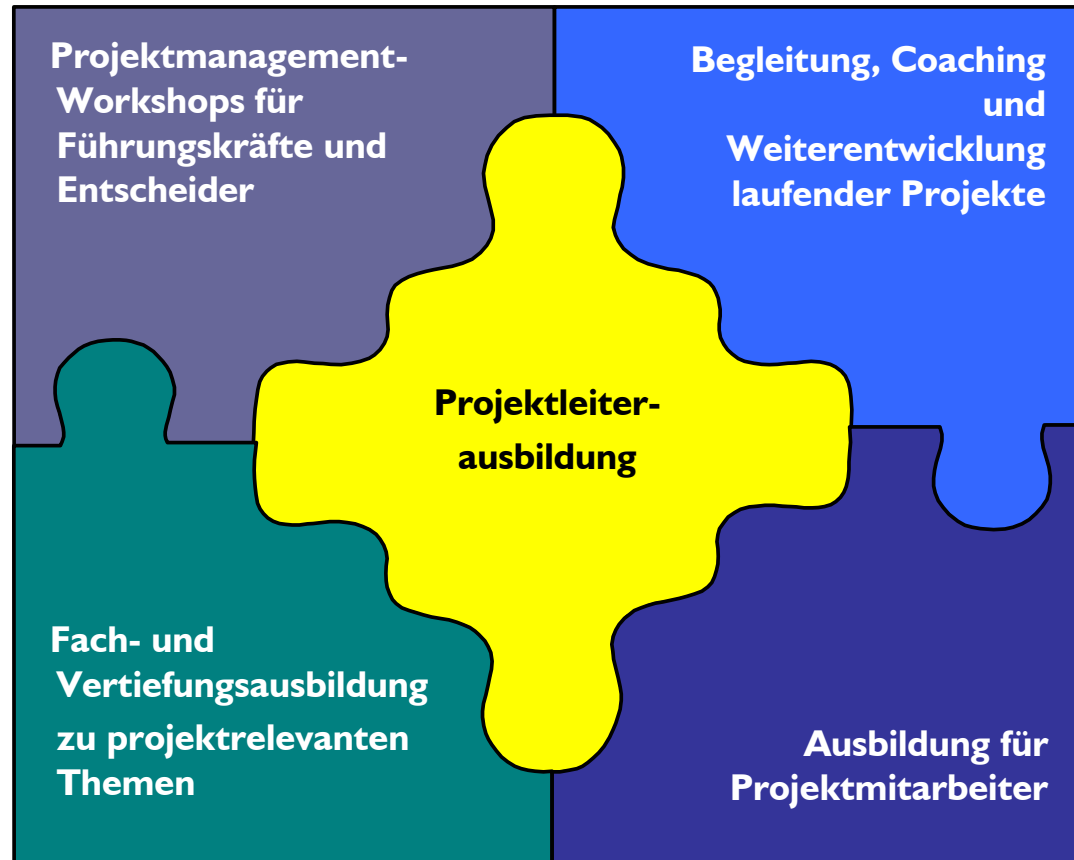 Projektmanagement-
Workshops für
Führungskräfte und
Entscheider
Begleitung, Coaching
und
Weiterentwicklung
laufender Projekte
Projektleiter-
ausbildung
Fach- und
Vertiefungsausbildung
zu projektrelevanten
Themen
Ausbildung für
Projektmitarbeiter